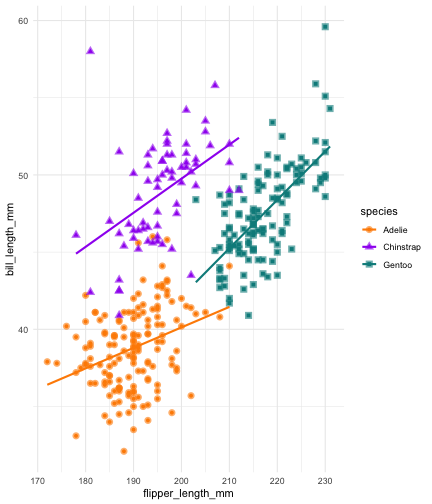 60
50
40
bill_length_mm
170 180 190 200 210 220 230
flipper_length_mm
species
Adelie
Chinstrap
Gentoo